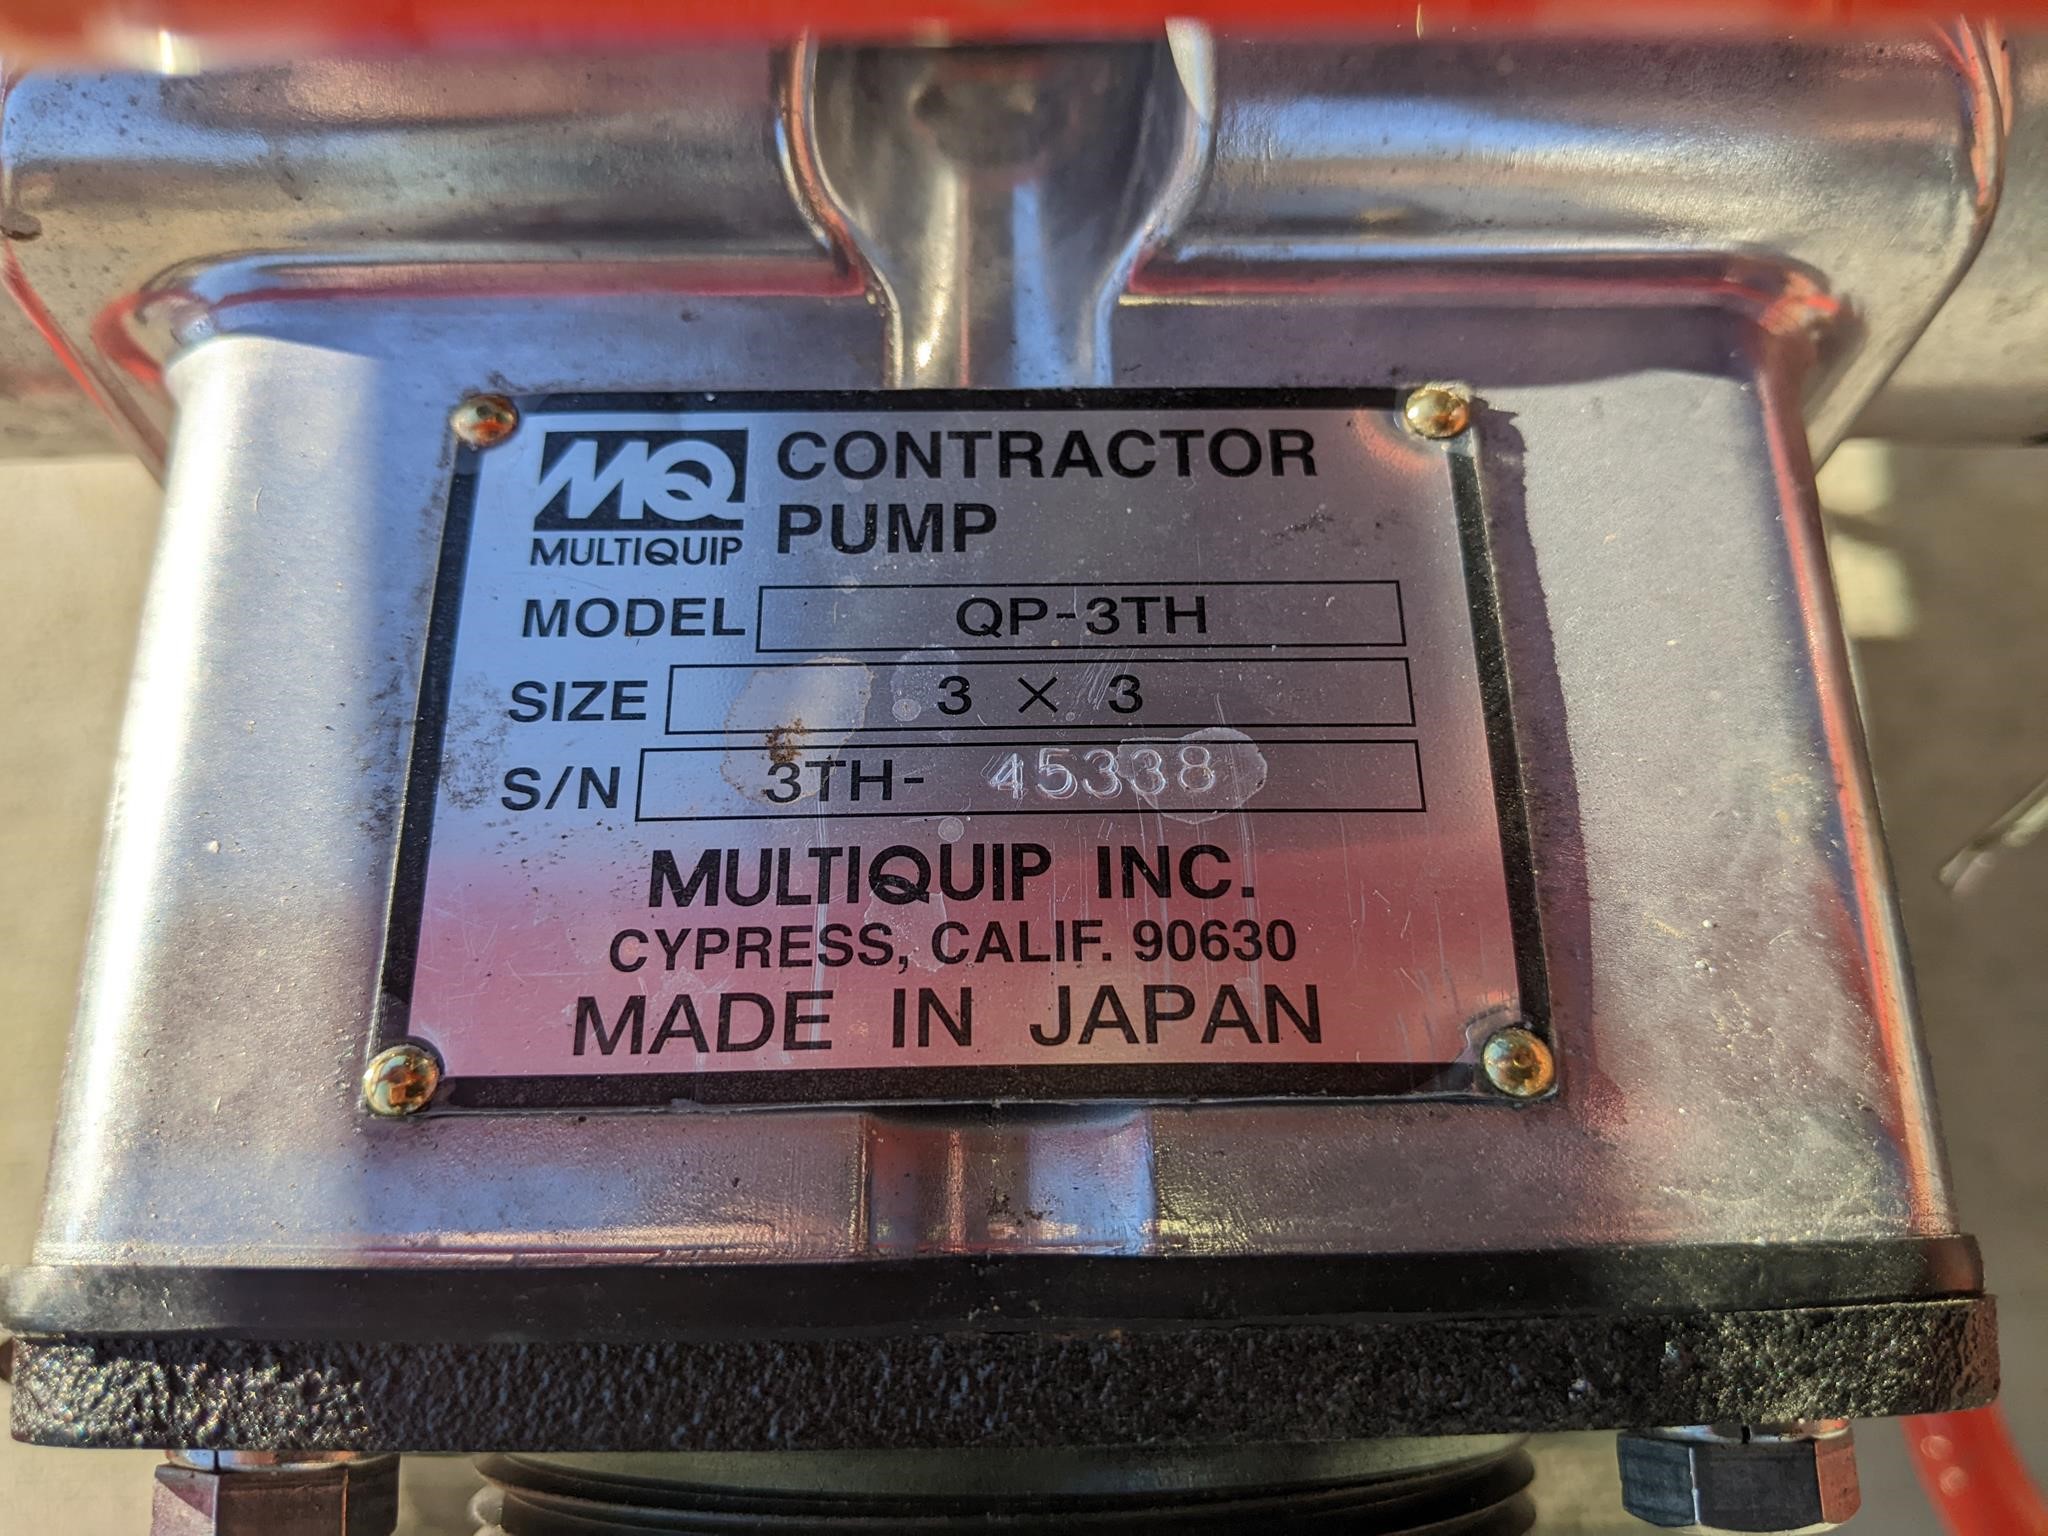 MQ CONTRACTOR
MULTIQUIP PUMP
MODEL QP-3TH
SIZE 3 × 3
S/N 3TH- 45338
MULTIQUIP INC.
CYPRESS, CALIF. 90630
MADE IN JAPAN